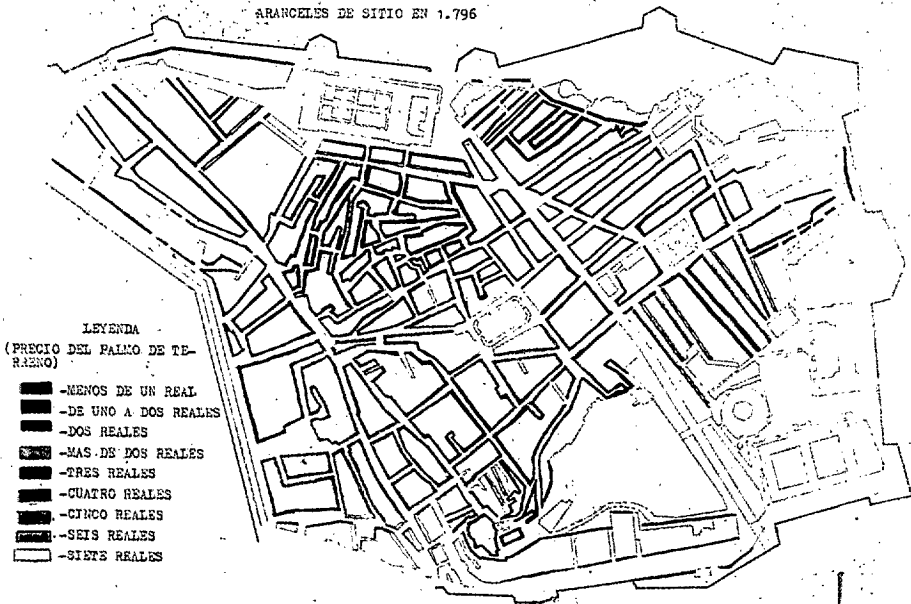 ARANCELES DE SITIO EN 1.796
LEYENDA
(PRECIO DEL PALMO DE TE-
RRENO)
-MENOS DE UN REAL
-DE UNO A DOS REALES
-DOS REALES
-MAS DE DOS REALES
-TRES REALES
-CUATRO REALES
-CINCO REALES
-SEIS REALES
-SIETE REALES